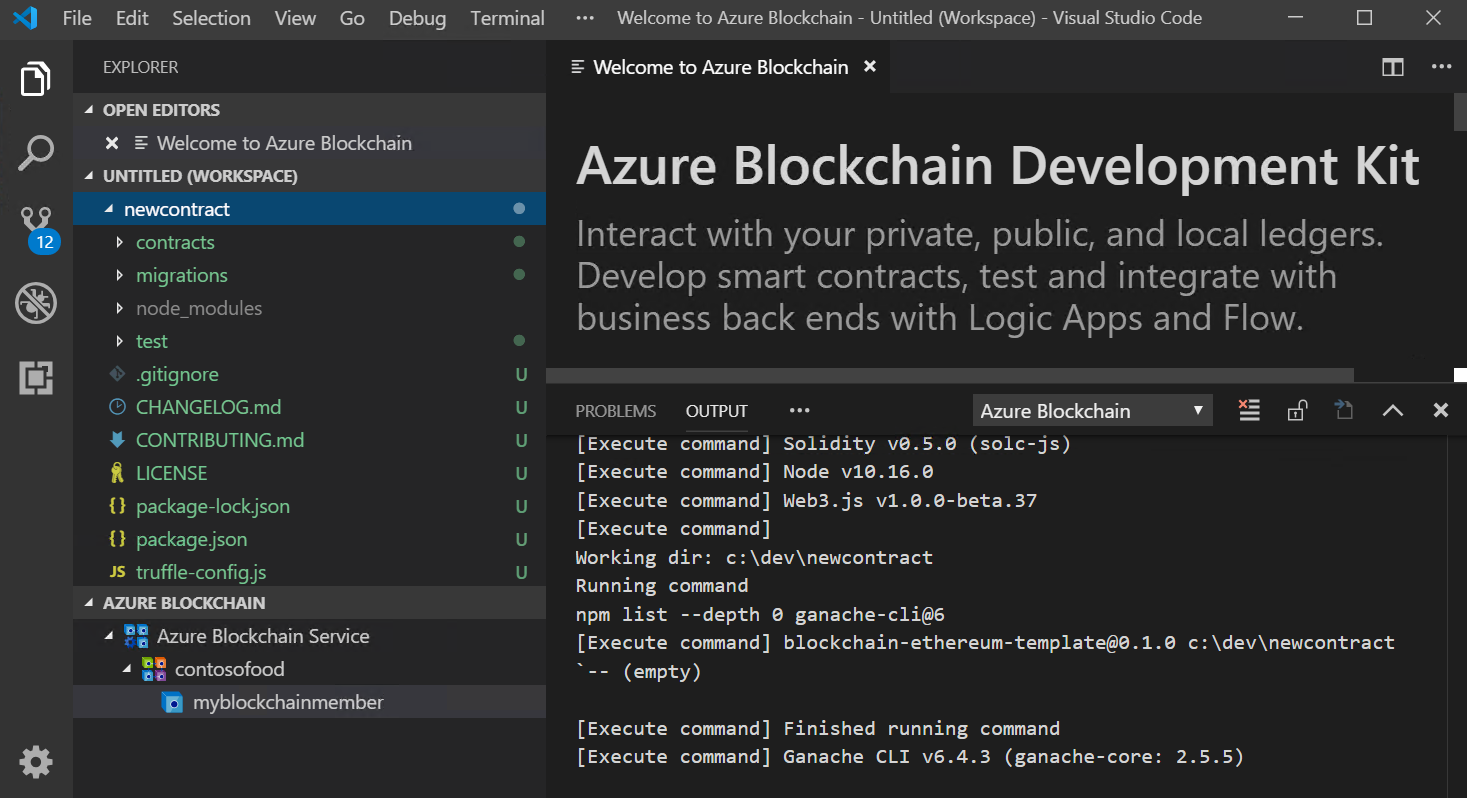 File Edit Selection View Go Debug Terminal ··· Welcome to Azure Blockchain - Untitled (Workspace) - Visual Studio Code
EXPLORER
OPEN EDITORS
Welcome to Azure Blockchain
UNTITLED (WORKSPACE)
newcontract
contracts
migrations
node_modules
test
.gitignore U
CHANGELOG.md U
CONTRIBUTING.md U
LICENSE U
{} package-lock.json U
{} package.json U
JS truffle-config.js U
12
AZURE BLOCKCHAIN
Azure Blockchain Service
contosofood
myblockchainmember
Welcome to Azure Blockchain
Azure Blockchain Development Kit
Interact with your private, public, and local ledgers.
Develop smart contracts, test and integrate with
business back ends with Logic Apps and Flow.
PROBLEMS OUTPUT ··· Azure Blockchain
[Execute command] Solidity v0.5.0 (solc-js)
[Execute command] Node v10.16.0
[Execute command] Web3.js v1.0.0-beta.37
[Execute command]
Working dir: c:\dev\newcontract
Running command
npm list --depth 0 ganache-cli@6
[Execute command] blockchain-ethereum-template@0.1.0 c:\dev\newcontract
`-- (empty)
[Execute command] Finished running command
[Execute command] Ganache CLI v6.4.3 (ganache-core: 2.5.5)